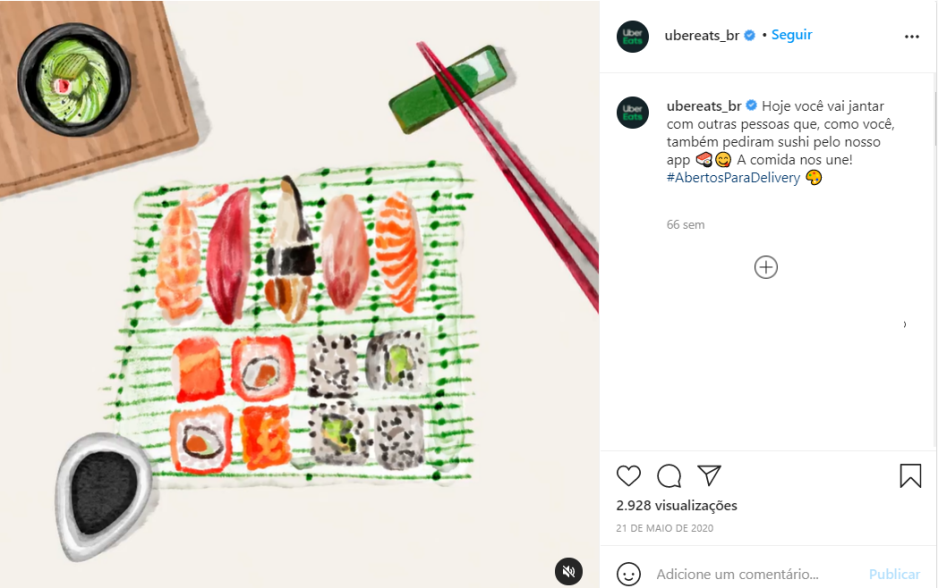 Uber
Eats
ubereats_br • Seguir
Uber
Eats
ubereats_br Hoje você vai jantar
com outras pessoas que, como você,
também pediram sushi pelo nosso
app 🍣😋 A comida nos une!
#AbertosParaDelivery 🥠
66 sem
2.928 visualizações
21 DE MAIO DE 2020
Adicione um comentário... Publicar